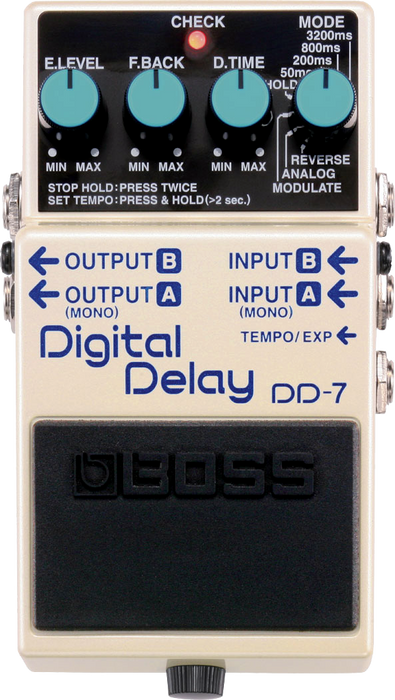 CHECK
MODE
3200ms
800ms
200ms
50ms
HOLD
E.LEVEL
F.BACK
D.TIME
MIN MAX
MIN MAX
MIN MAX
REVERSE
ANALOG
MODULATE
STOP HOLD:PRESS TWICE
SET TEMPO:PRESS & HOLD(>2 sec.)
OUTPUT B
INPUT B
OUTPUT A
(MONO)
INPUT A
(MONO)
TEMPO/EXP
Digital
Delay
DD-7
BOSS